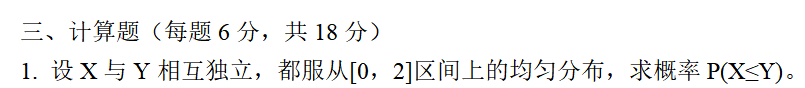 三、计算题（每题 6 分，共 18 分）
1. 设 X 与 Y 相互独立，都服从[0，2]区间上的均匀分布，求概率 P(X≤Y)。